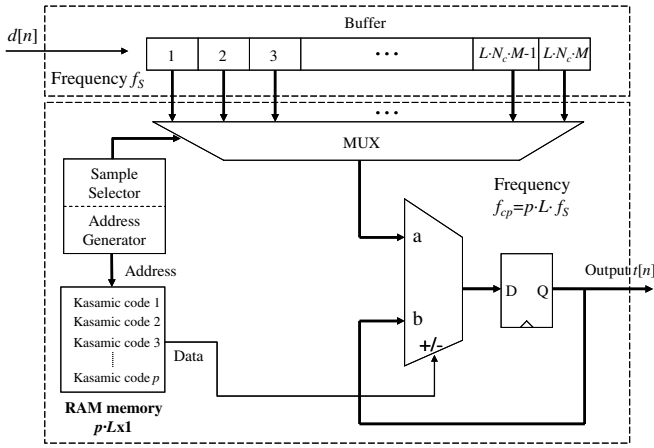 Buffer
d[n]
1 2 3 ··· L·Nc·M-1 L·Nc·M
Frequency fS
···
MUX
Sample
Selector
Address
Generator
Frequency
fcp=p·L·fS
a
Address
Output t[n]
D Q
Kasamic code 1
Kasamic code 2
Kasamic code 3
Kasamic code p
b
Data
+/-
RAM memory
p·Lx1